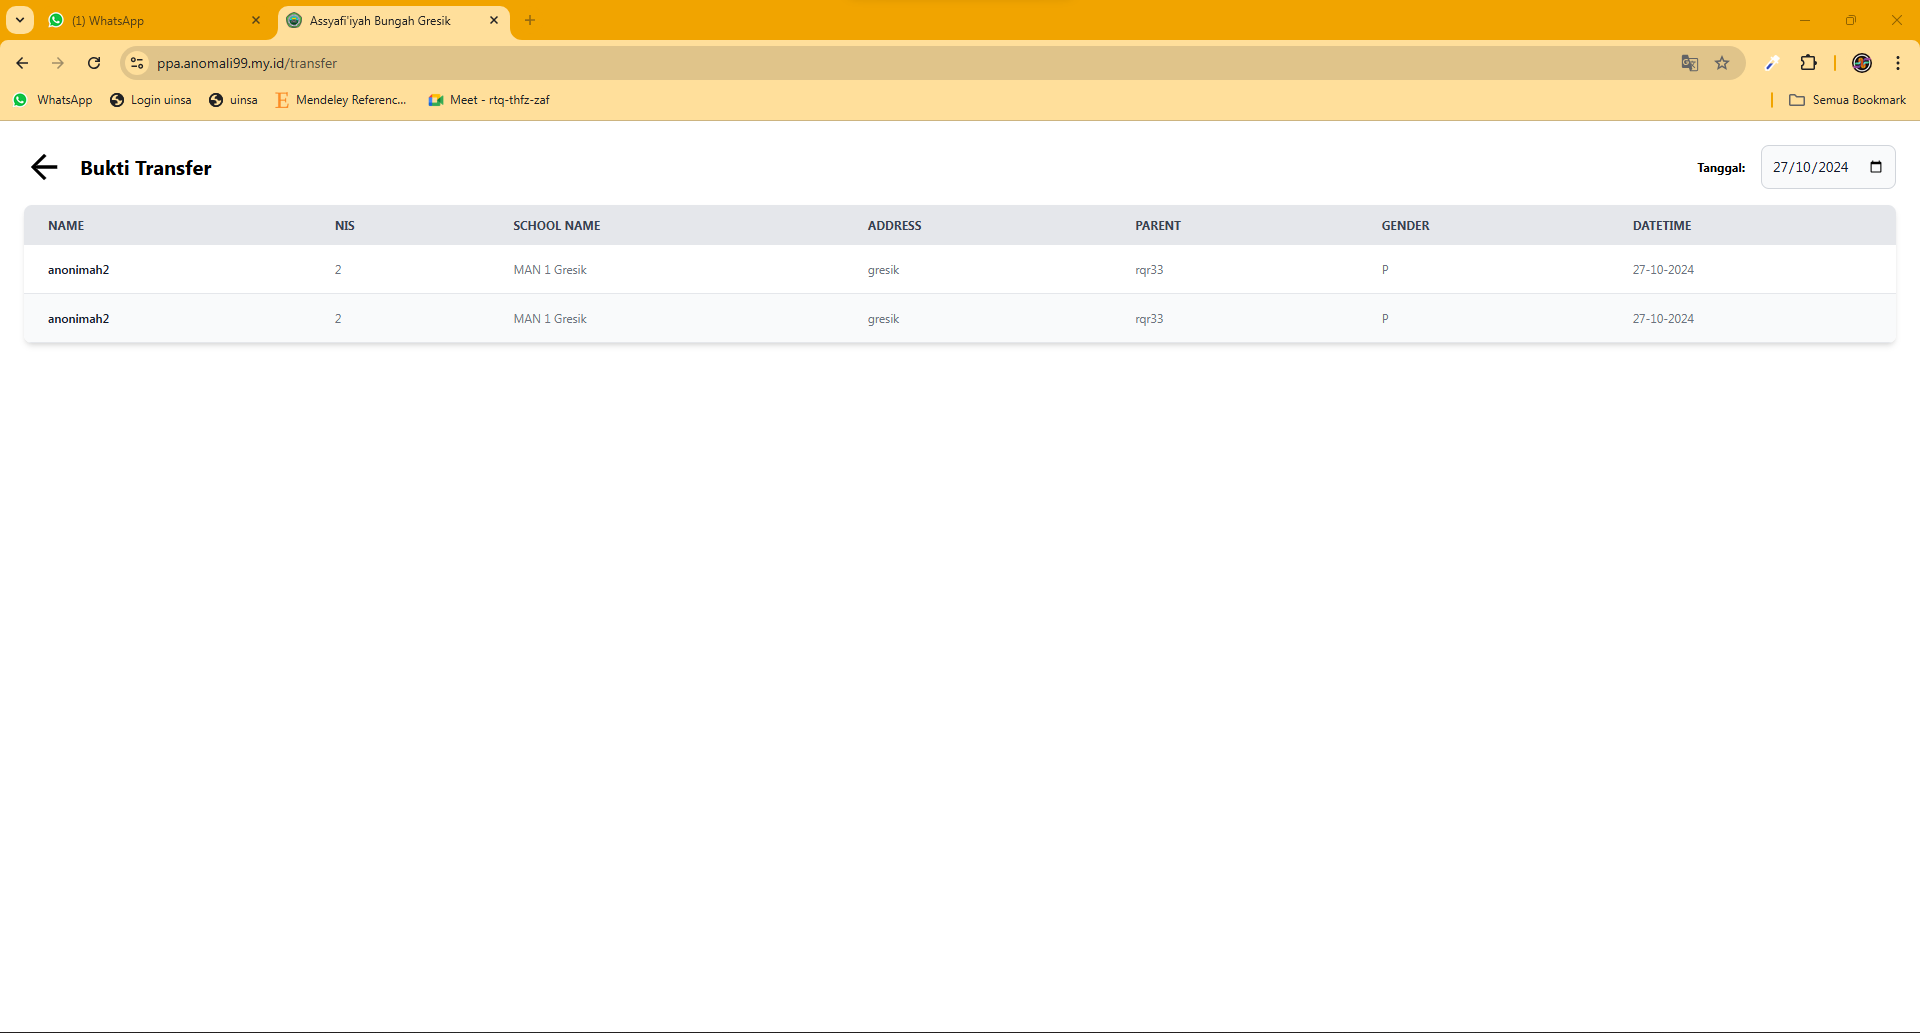 (1) WhatsApp
Assyafi'iyah Bungah Gresik
ppa.anomali99.my.id/transfer
WhatsApp Login uinsa uinsa Mendeley Referenc... Meet - rtq-thfz-zaf Semua Bookmark
Bukti Transfer Tanggal: 27/10/2024
NAME NIS SCHOOL NAME ADDRESS PARENT GENDER DATETIME
anonimah2 2 MAN 1 Gresik gresik rqr33 P 27-10-2024
anonimah2 2 MAN 1 Gresik gresik rqr33 P 27-10-2024